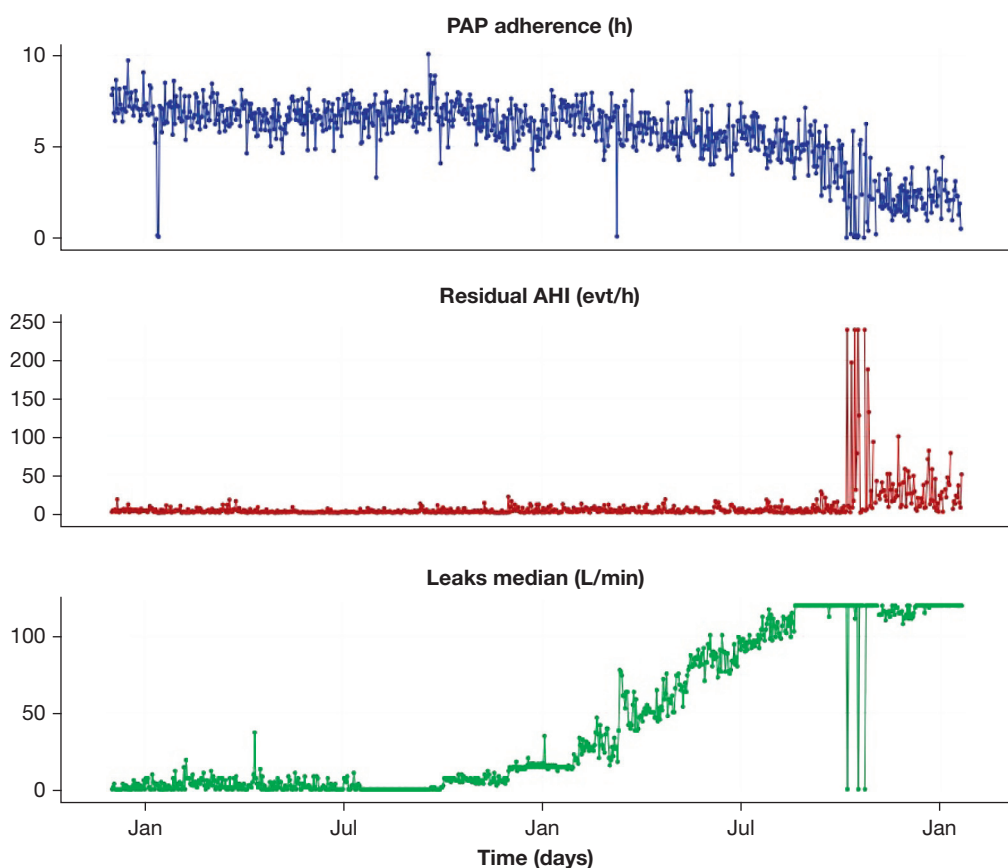 PAP adherence (h)
10
5
0
Residual AHI (evt/h)
250
200
150
100
50
0
Leaks median (L/min)
100
50
0
Jan Jul Jan Jul Jan
Time (days)